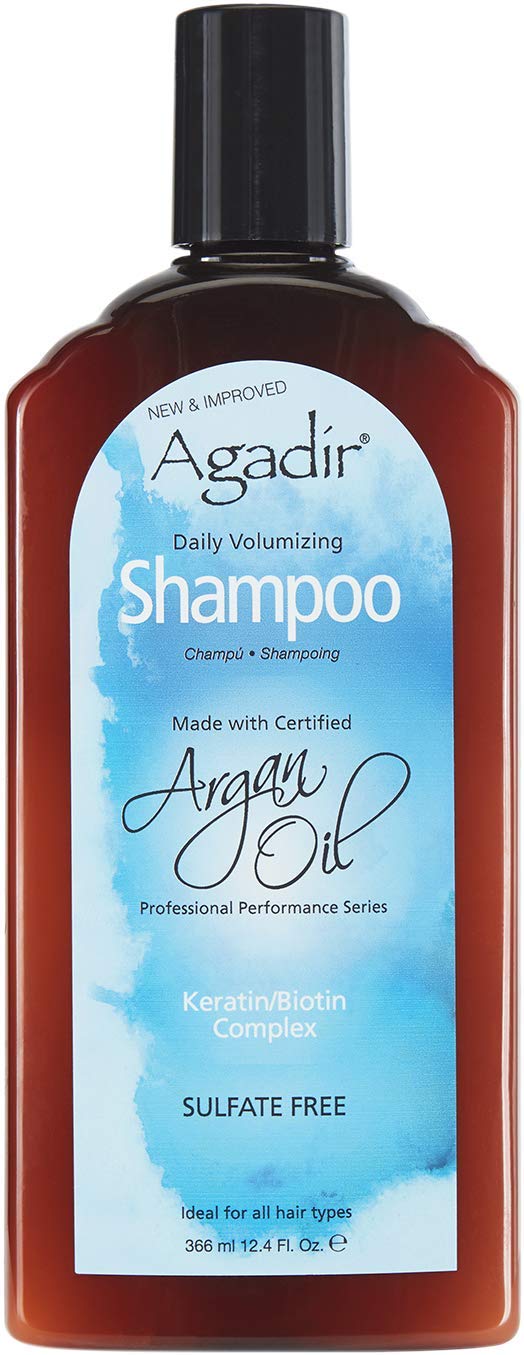 NEW & IMPROVED
Agadír®
Daily Volumizing
Shampoo
Champú • Shampoing
Made with Certified
Argan
Oil
Professional Performance Series
Keratin/Biotin
Complex
SULFATE FREE
Ideal for all hair types
366 ml 12.4 Fl. Oz. ℮